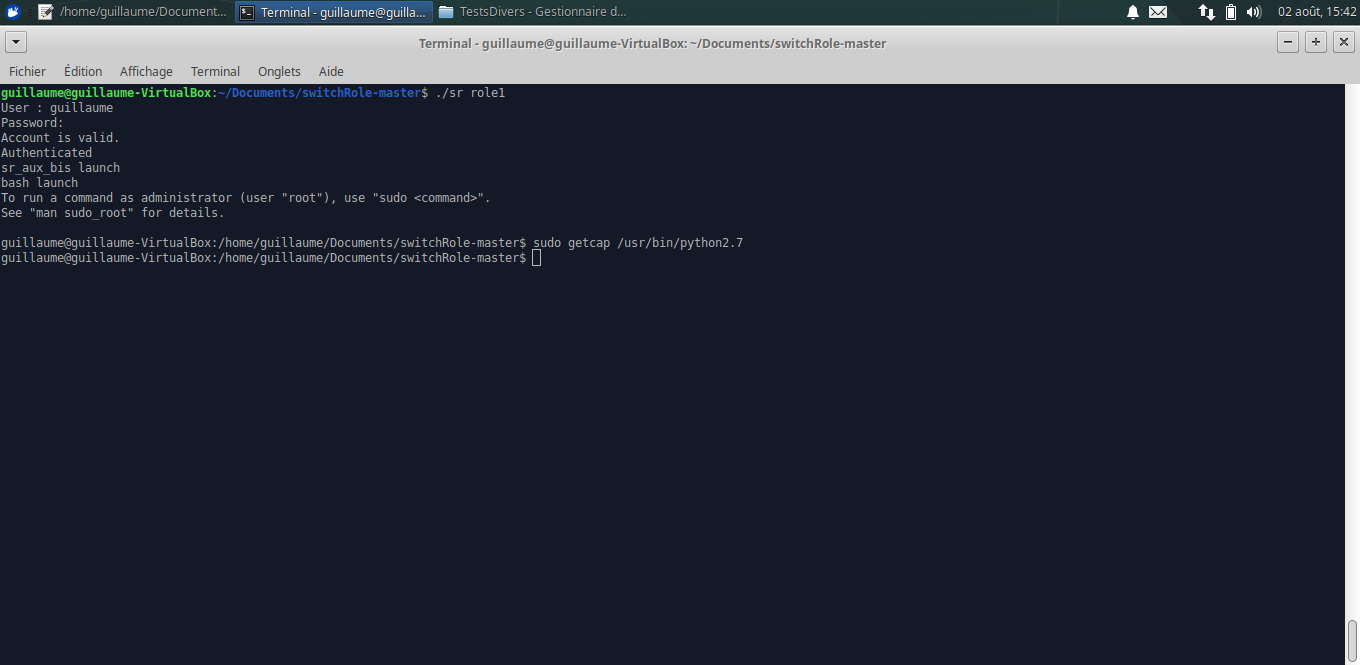 /home/guillaume/Document... Terminal - guillaume@guilla... TestsDivers - Gestionnaire d... 02 août, 15:42
Terminal - guillaume@guillaume-VirtualBox: ~/Documents/switchRole-master
Fichier Édition Affichage Terminal Onglets Aide
guillaume@guillaume-VirtualBox:~/Documents/switchRole-master$ ./sr role1
User : guillaume
Password:
Account is valid.
Authenticated
sr_aux_bis launch
bash launch
To run a command as administrator (user "root"), use "sudo <command>".
See "man sudo_root" for details.
guillaume@guillaume-VirtualBox:/home/guillaume/Documents/switchRole-master$ sudo getcap /usr/bin/python2.7
guillaume@guillaume-VirtualBox:/home/guillaume/Documents/switchRole-master$